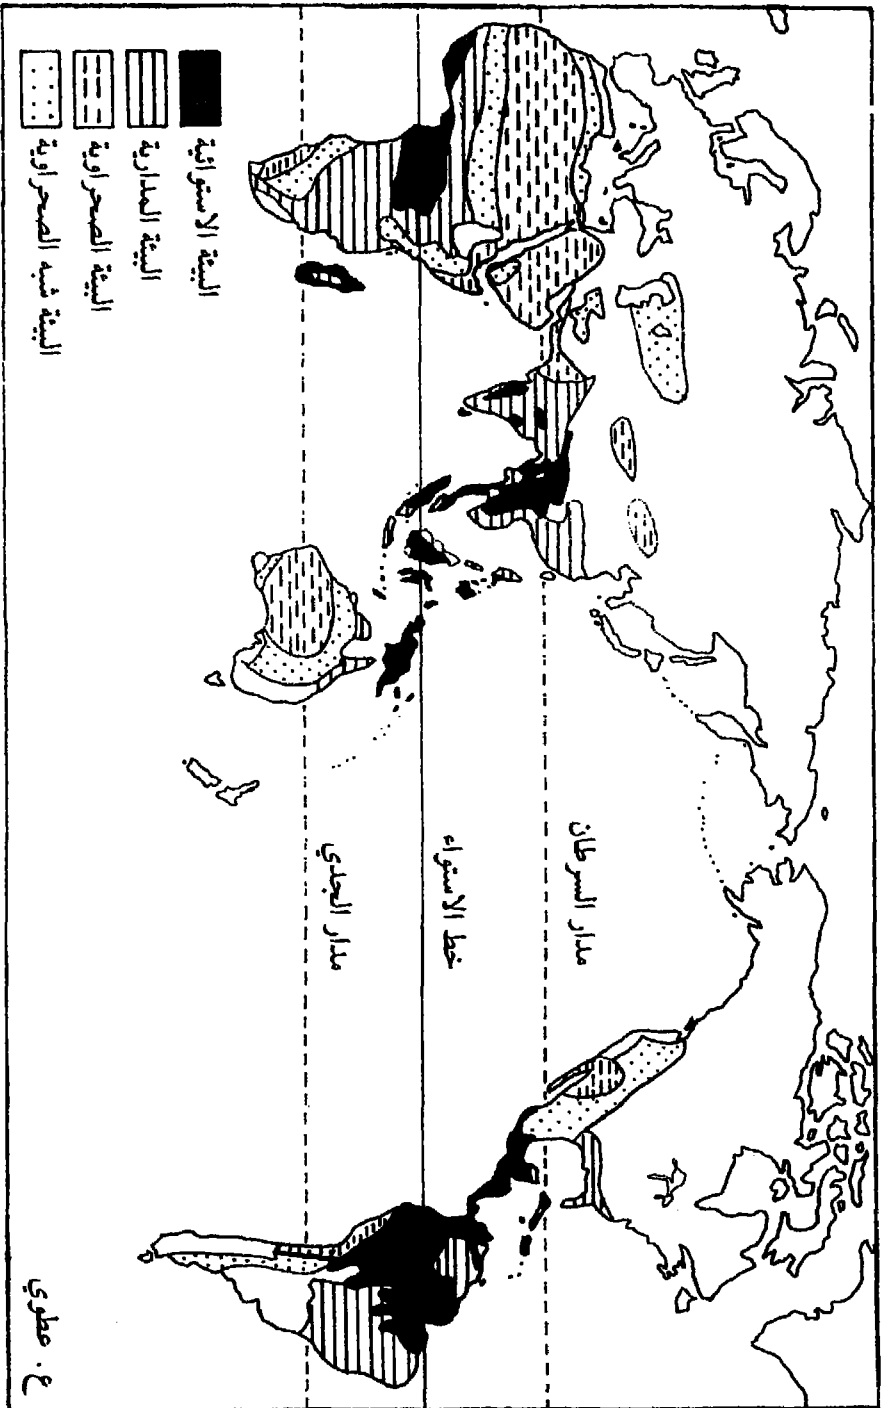 مدار السرطان
خط الاستواء
مدار الجدي
البيئة الاستوائية
البيئة المدارية
البيئة الصحراوية
البيئة شبه الصحراوية
ع. عطوي